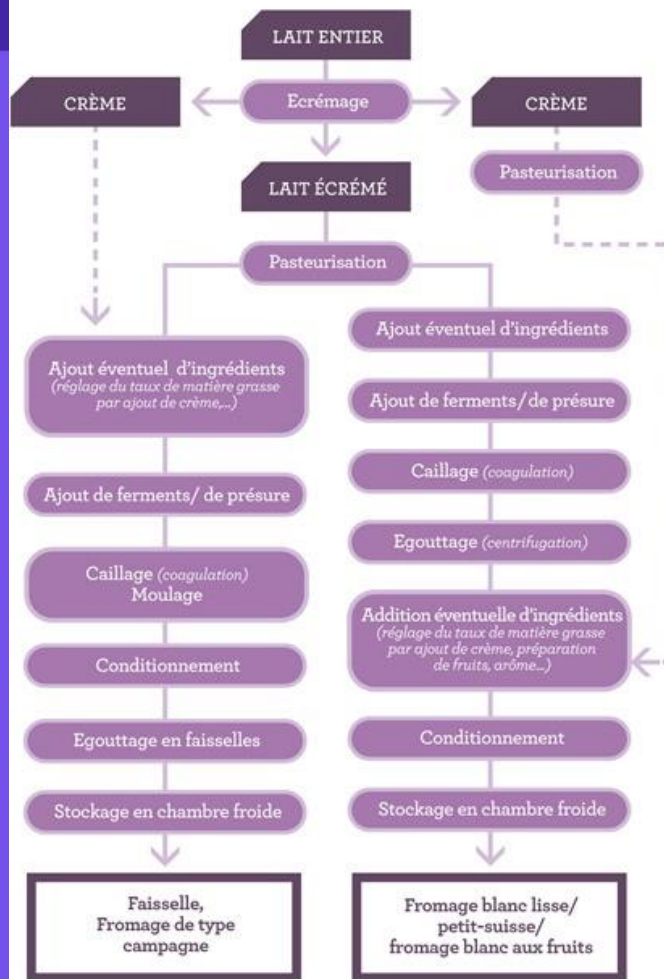 LAIT ENTIER
CRÈME
Ecrémage
CRÈME
Pasteurisation
LAIT ÉCRÉMÉ
Pasteurisation
Ajout éventuel d'ingrédients
(réglage du taux de matière grasse
par ajout de crème,...)
Ajout de ferments/ de présure
Caillage (coagulation)
Moulage
Conditionnement
Egouttage en faisselles
Stockage en chambre froide
Faisselle,
Fromage de type
campagne
Ajout éventuel d'ingrédients
Ajout de ferments/de présure
Caillage (coagulation)
Egouttage (centrifugation)
Addition éventuelle d'ingrédients
(réglage du taux de matière grasse
par ajout de crème, préparation
de fruits, arôme...)
Conditionnement
Stockage en chambre froide
Fromage blanc lisse/
petit-suisse/
fromage blanc aux fruits